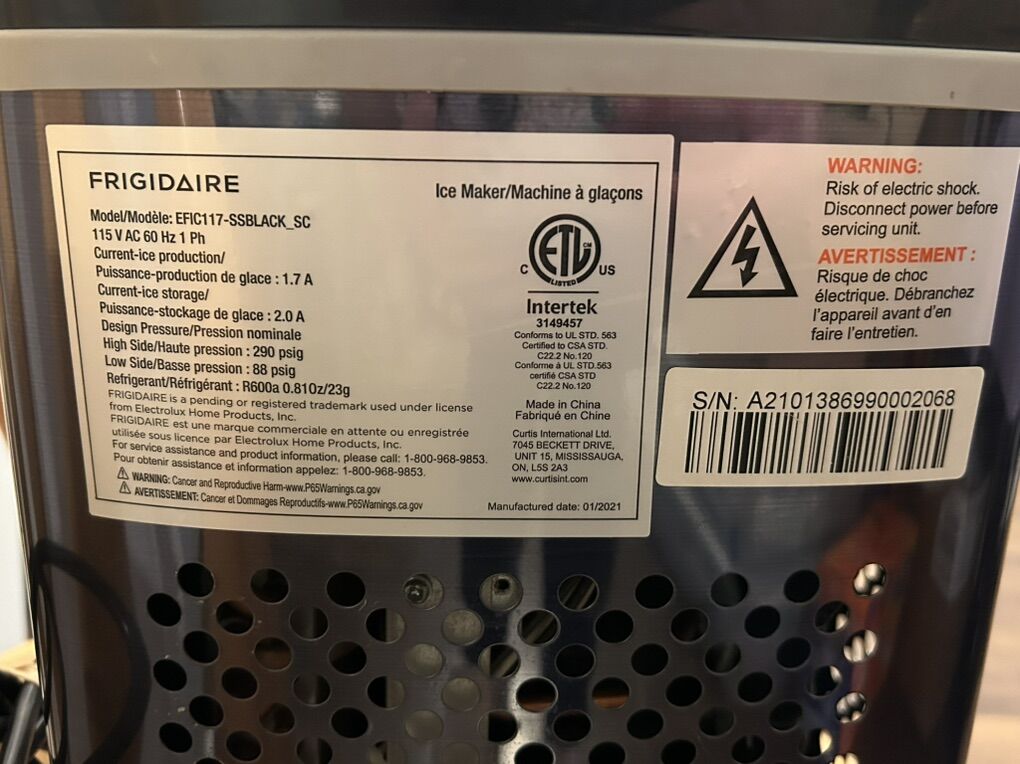 FRIGIDAIRE
Ice Maker/Machine à glaçons
Model/Modèle: EFIC117-SSBLACK_SC
115 V AC 60 Hz 1 Ph
Current-ice production/
Puissance-production de glace : 1.7 A
Current-ice storage/
Puissance-stockage de glace : 2.0 A
Design Pressure/Pression nominale
High Side/Haute pression : 290 psig
Low Side/Basse pression : 88 psig
Refrigerant/Réfrigérant : R600a 0.81Oz/23g
FRIGIDAIRE is a pending or registered trademark used under license
from Electrolux Home Products, Inc.
FRIGIDAIRE est une marque commerciale en attente ou enregistrée
utilisée sous licence par Electrolux Home Products, Inc.
For service assistance and product information, please call: 1-800-968-9853.
Pour obtenir assistance et information appelez: 1-800-968-9853.
WARNING: Cancer and Reproductive Harm-www.P65Warnings.ca.gov
AVERTISSEMENT: Cancer et Dommages Reproductifs-www.P65Warnings.ca.gov
ETL CM
LISTED
C US
Intertek
3149457
Conforms to UL STD. 563
Certified to CSA STD.
C22.2 No.120
Conforme à UL STD.563
certifié CSA STD
C22.2 No.120
Made in China
Fabriqué en Chine
Curtis International Ltd.
7045 BECKETT DRIVE,
UNIT 15, MISSISSAUGA,
ON, L5S 2A3
www.curtisint.com
Manufactured date: 01/2021
WARNING:
Risk of electric shock.
Disconnect power before
servicing unit.
AVERTISSEMENT :
Risque de choc
électrique. Débranchez
l'appareil avant d'en
faire l'entretien.
S/N: A2101386990002068